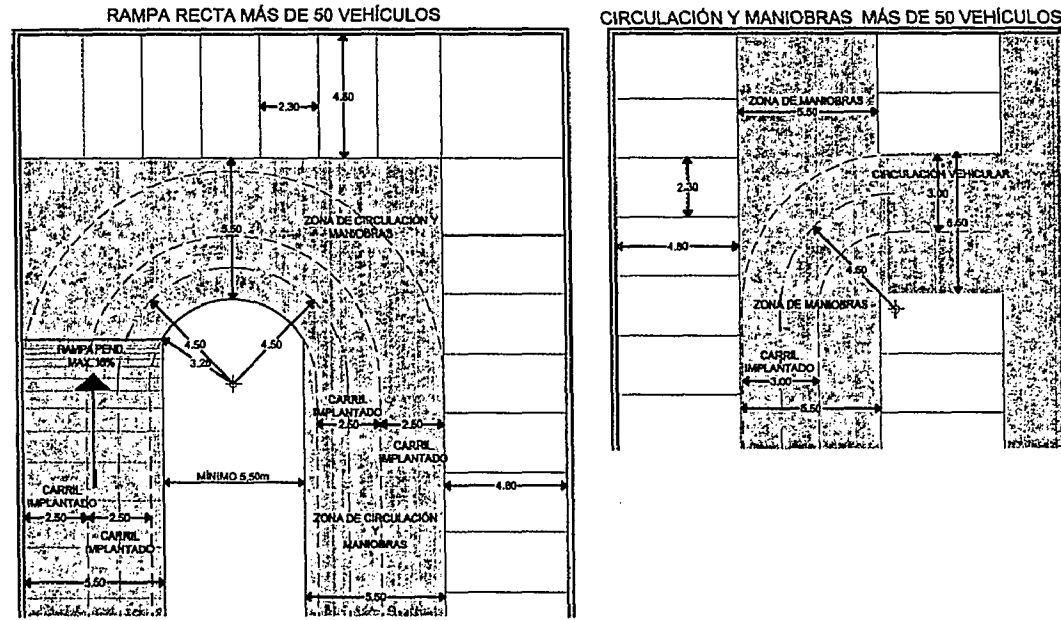 RAMPA RECTA MÁS DE 50 VEHÍCULOS
4.80
2.30
ZONA DE CIRCULACIÓN Y
MANIOBRAS
5.50
RAMPA PEND.
MAX.
4.50
4.50
3.20
CARRIL
IMPLANTADO
2.50
2.50
CARRIL
IMPLANTADO
MÍNIMO 5,50m
4.80
CARRIL
IMPLANTADO
2.50
2.50
CARRIL
IMPLANTADO
ZONA DE CIRCULACIÓN
Y
MANIOBRAS
5.50
5.50
CIRCULACIÓN Y MANIOBRAS MÁS DE 50 VEHÍCULOS
ZONA DE MANIOBRAS
5.50
CIRCULACIÓN VEHICULAR
2.30
3.00
4.80
4.50
ZONA DE MANIOBRAS
CARRIL
IMPLANTADO
3.00
5.50